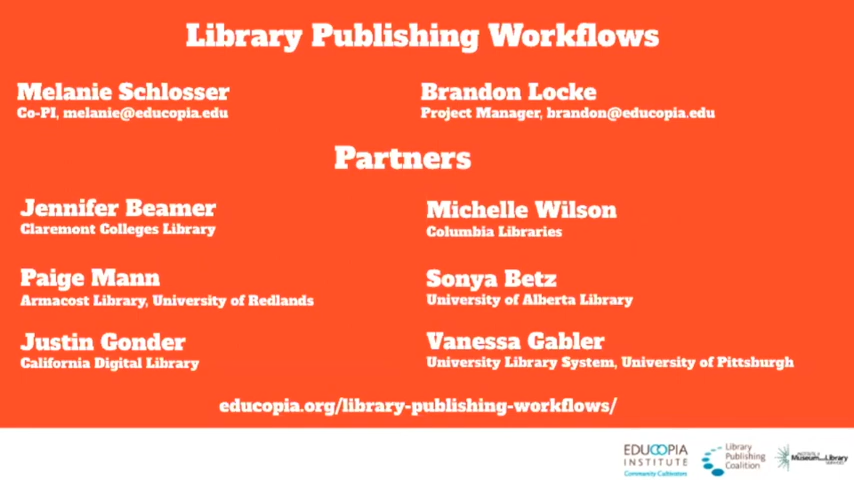 Library Publishing Workflows
Melanie Schlosser
Co-PI, melanie@educopia.edu
Brandon Locke
Project Manager, brandon@educopia.edu
Partners
Jennifer Beamer
Claremont Colleges Library
Michelle Wilson
Columbia Libraries
Paige Mann
Armacost Library, University of Redlands
Sonya Betz
University of Alberta Library
Justin Gonder
California Digital Library
Vanessa Gabler
University Library System, University of Pittsburgh
educopia.org/library-publishing-workflows/
EDUCOPIA
INSTITUTE
Community Cultivators
Library
Publishing
Coalition
Museum and Library